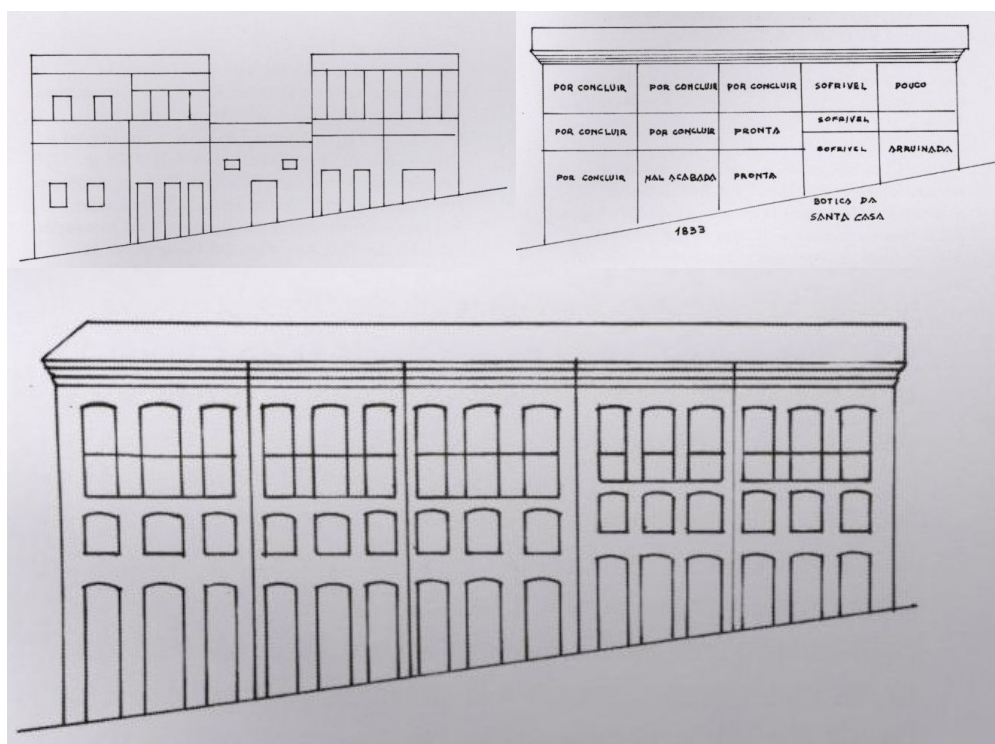 POR CONCLUIR POR CONCLUIR POR CONCLUIR SOFRIVEL POUCO
SOFRIVEL
POR CONCLUIR POR CONCLUIR PRONTA
SOFRIVEL ARRUINADA
POR CONCLUIR MAL ACABADA PRONTA
BOTICA DA
SANTA CASA
1833